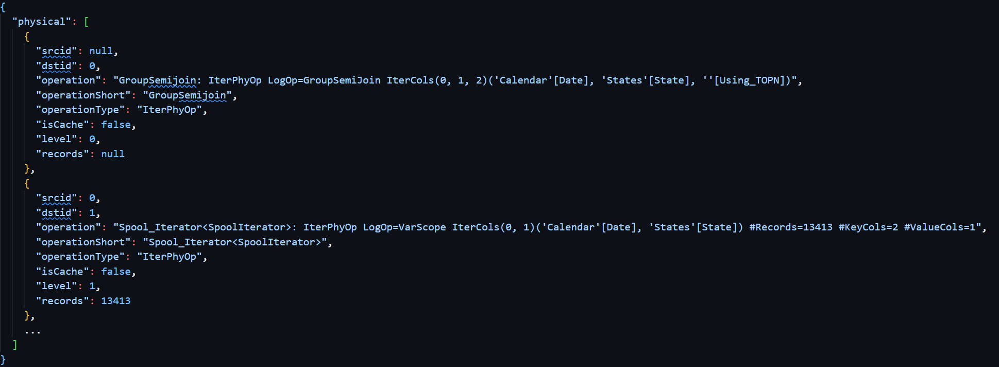 {
"physical": [
{
"srcid": null,
"dstid": 0,
"operation": "GroupSemijoin: IterPhyOp LogOp=GroupSemiJoin IterCols(0, 1, 2)('Calendar'[Date], 'States'[State], ''[Using_TOPN])",
"operationShort": "GroupSemijoin",
"operationType": "IterPhyOp",
"isCache": false,
"level": 0,
"records": null
},
{
"srcid": 0,
"dstid": 1,
"operation": "Spool_Iterator<SpoolIterator>: IterPhyOp LogOp=VarScope IterCols(0, 1)('Calendar'[Date], 'States'[State]) #Records=13413 #KeyCols=2 #ValueCols=1",
"operationShort": "Spool_Iterator<SpoolIterator>",
"operationType": "IterPhyOp",
"isCache": false,
"level": 1,
"records": 13413
},
...
]
}